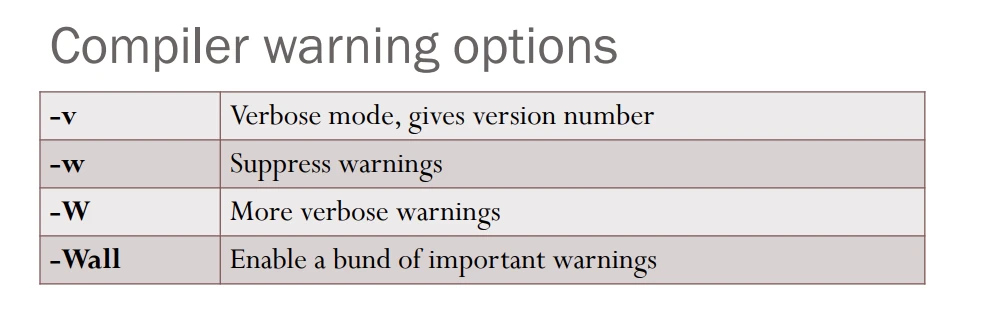 Compiler warning options
-v Verbose mode, gives version number
-w Suppress warnings
-W More verbose warnings
-Wall Enable a bund of important warnings